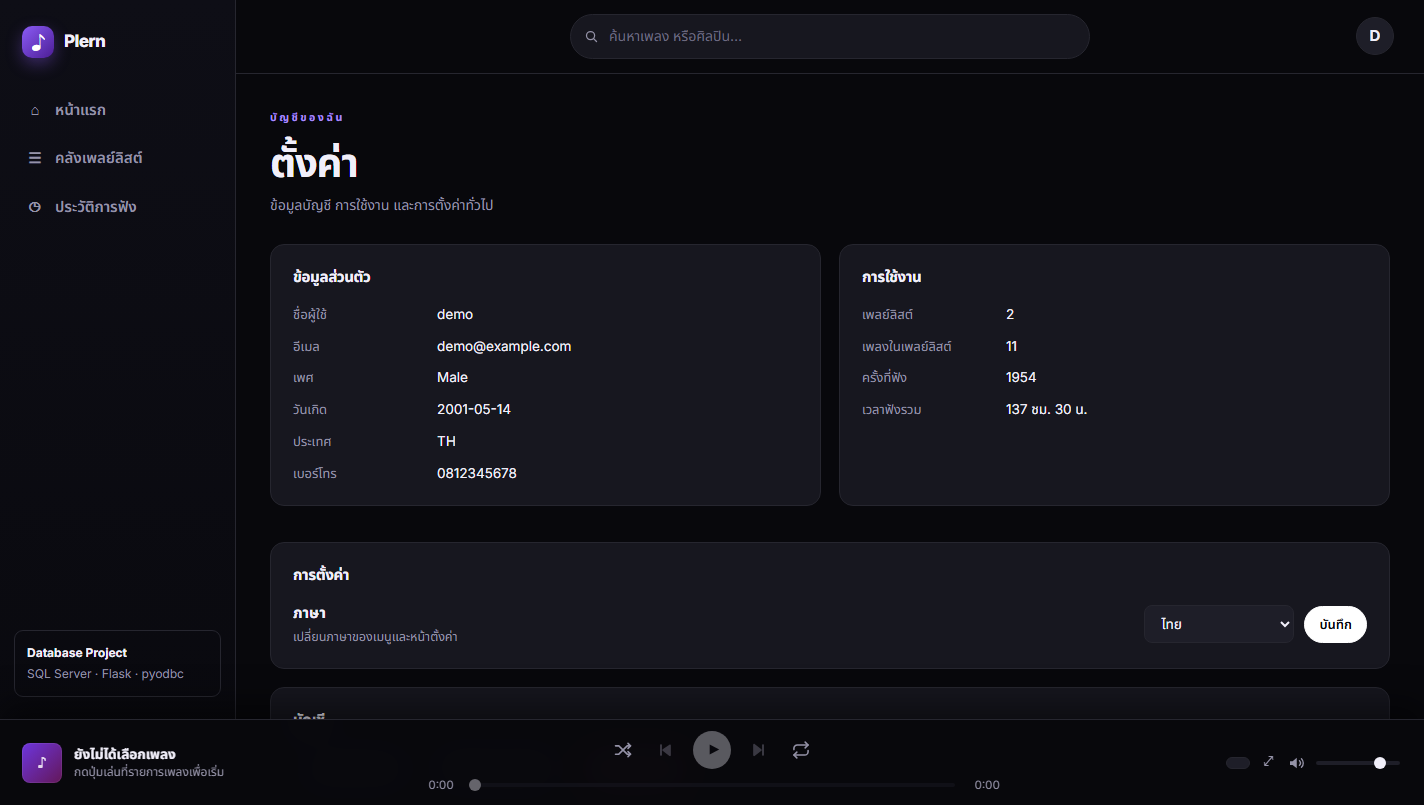 Plern
ค้นหาเพลง หรือศิลปิน...
D
หน้าแรก
คลังเพลย์ลิสต์
ประวัติการฟัง
บัญชีของฉัน
ตั้งค่า
ข้อมูลบัญชี การใช้งาน และการตั้งค่าทั่วไป
ข้อมูลส่วนตัว
ชื่อผู้ใช้ demo
อีเมล demo@example.com
เพศ Male
วันเกิด 2001-05-14
ประเทศ TH
เบอร์โทร 0812345678
การใช้งาน
เพลย์ลิสต์ 2
เพลงในเพลย์ลิสต์ 11
ครั้งที่ฟัง 1954
เวลาฟังรวม 137 ชม. 30 น.
การตั้งค่า
ภาษา
เปลี่ยนภาษาของเมนูและหน้าตั้งค่า
ไทย
บันทึก
บัญชี
Database Project
SQL Server · Flask · pyodbc
ยังไม่ได้เลือกเพลง
กดปุ่มเล่นที่รายการเพลงเพื่อเริ่ม
0:00
0:00